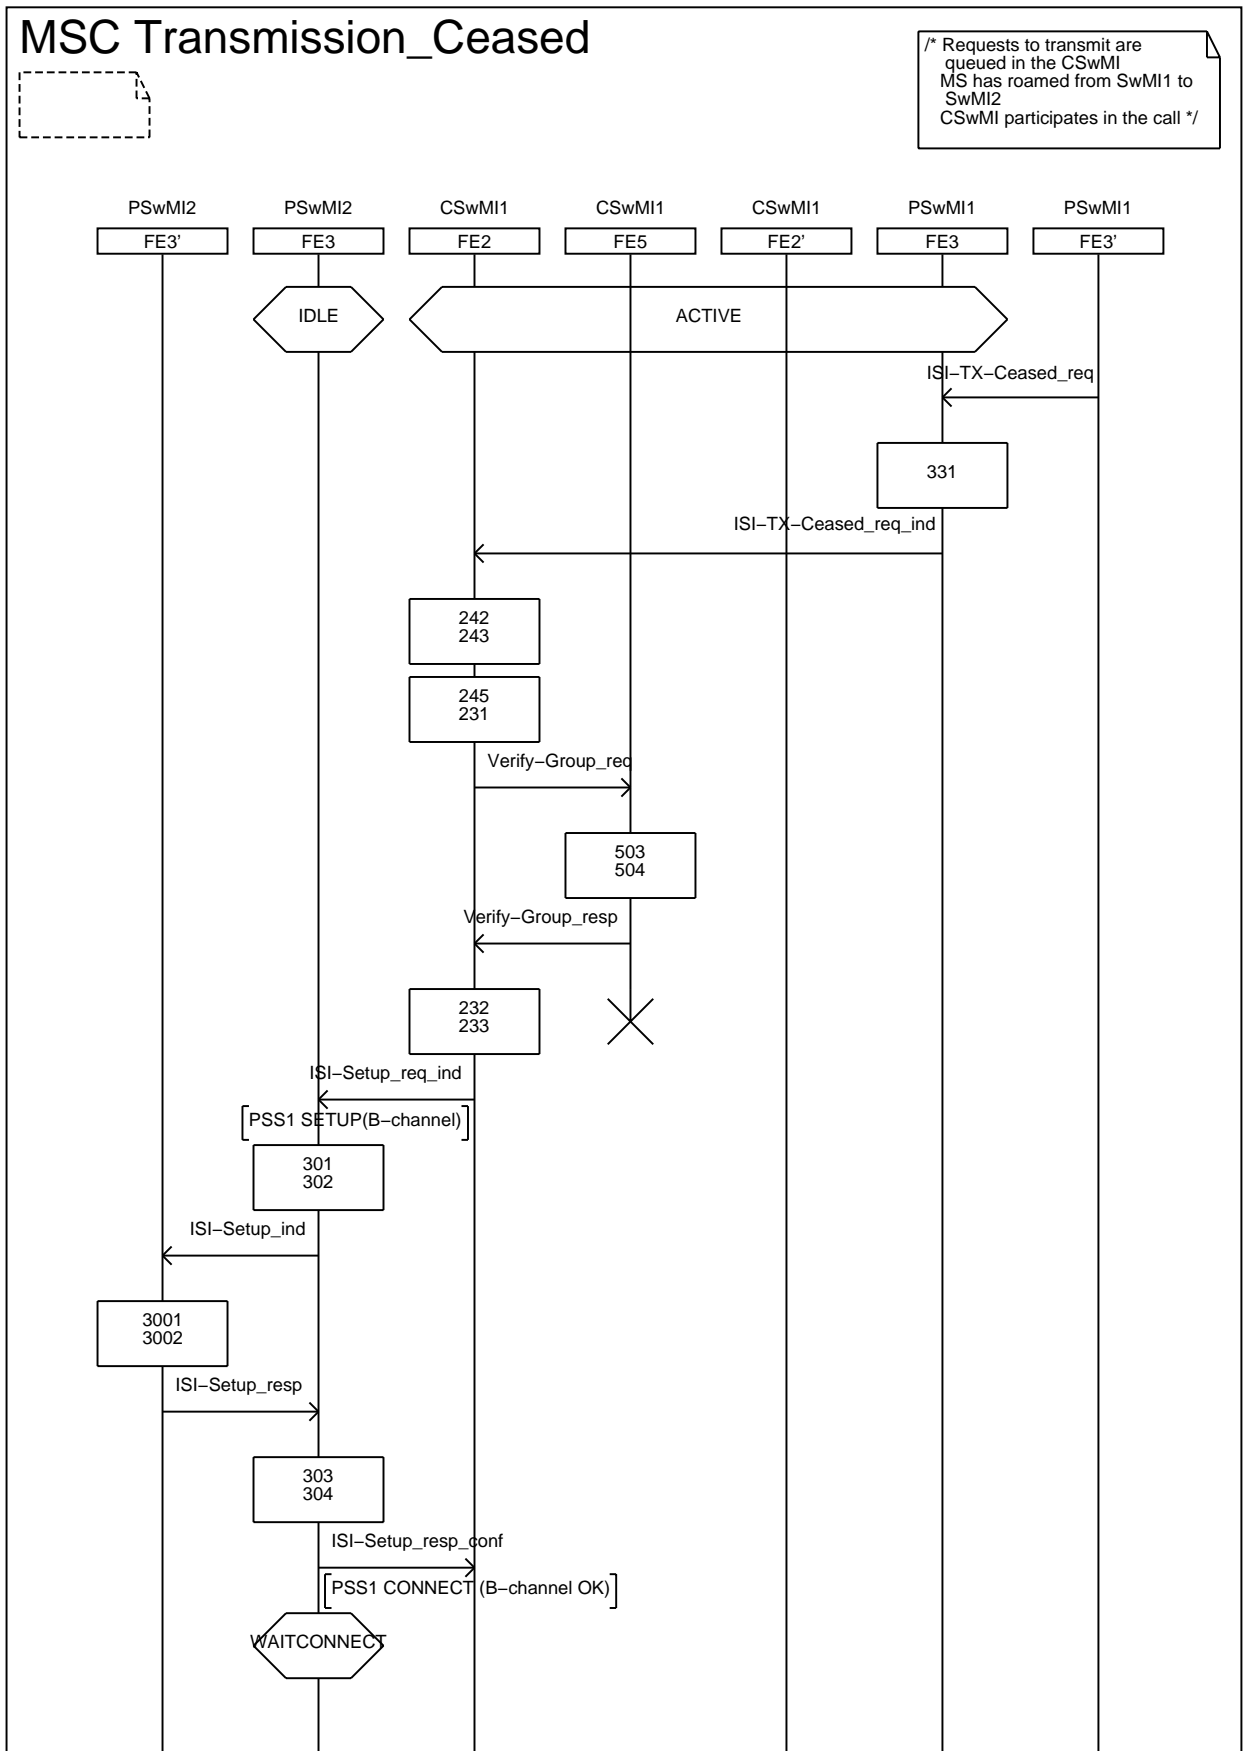 MSC Transmission_Ceased
/* Requests to transmit are
queued in the CSwMI
MS has roamed from SwMI1 to
SwMI2
CSwMI participates in the call */
PSwMI2 PSwMI2 CSwMI1 CSwMI1 CSwMI1 PSwMI1 PSwMI1
FE3' FE3 FE2 FE5 FE2' FE3 FE3'
IDLE ACTIVE
ISI–TX–Ceased_req
331
ISI–TX–Ceased_req_ind
242
243
245
231
Verify–Group_req
503
504
Verify–Group_resp
232
233
ISI–Setup_req_ind
PSS1 SETUP(B–channel)
301
302
ISI–Setup_ind
3001
3002
ISI–Setup_resp
303
304
ISI–Setup_resp_conf
PSS1 CONNECT (B–channel OK)
WAITCONNECT